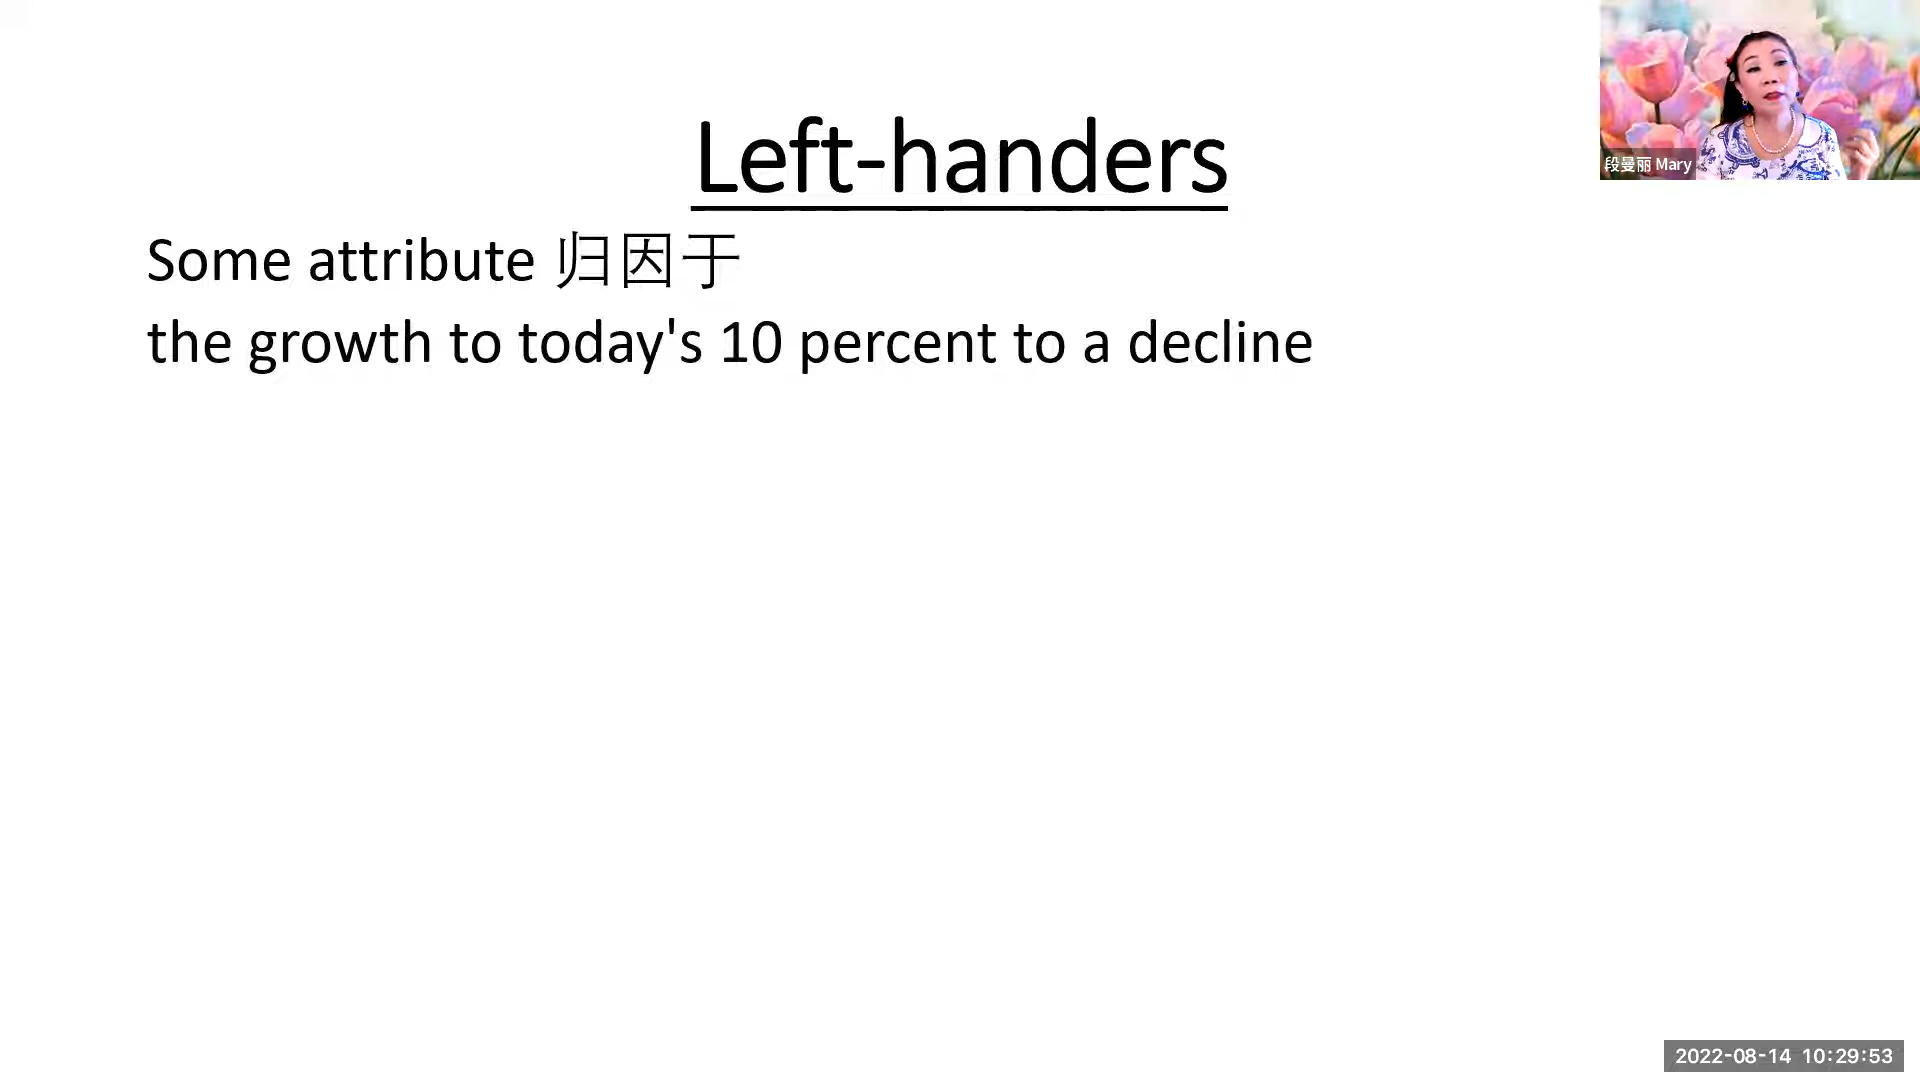 Left-handers
段曼丽 Mary
Some attribute 归因于
the growth to today's 10 percent to a decline
2022-08-14 10:29:53